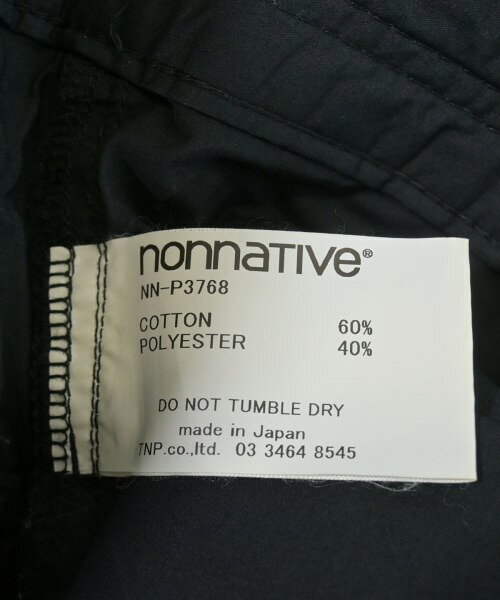 nonnative®
NN-P3768
COTTON 60%
POLYESTER 40%
DO NOT TUMBLE DRY
made in Japan
TNP.co.,ltd. 03 3464 8545